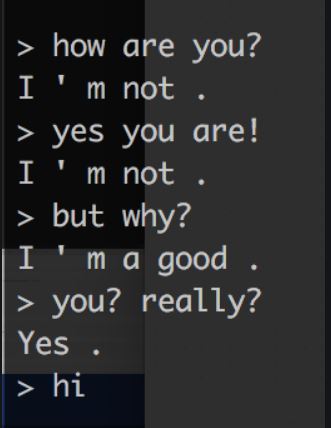 > how are you?
I ' m not .
> yes you are!
I ' m not .
> but why?
I ' m a good .
> you? really?
Yes .
> hi